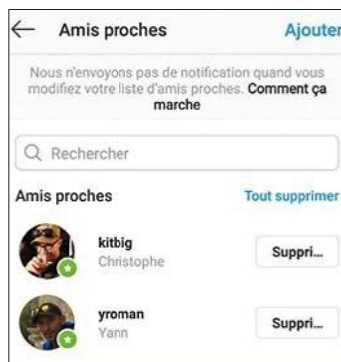 ← Amis proches Ajouter
Nous n'envoyons pas de notification quand vous
modifiez votre liste d'amis proches. Comment ça
marche
Rechercher
Amis proches Tout supprimer
kitbig
Christophe
Suppri...
yroman
Yann
Suppri...